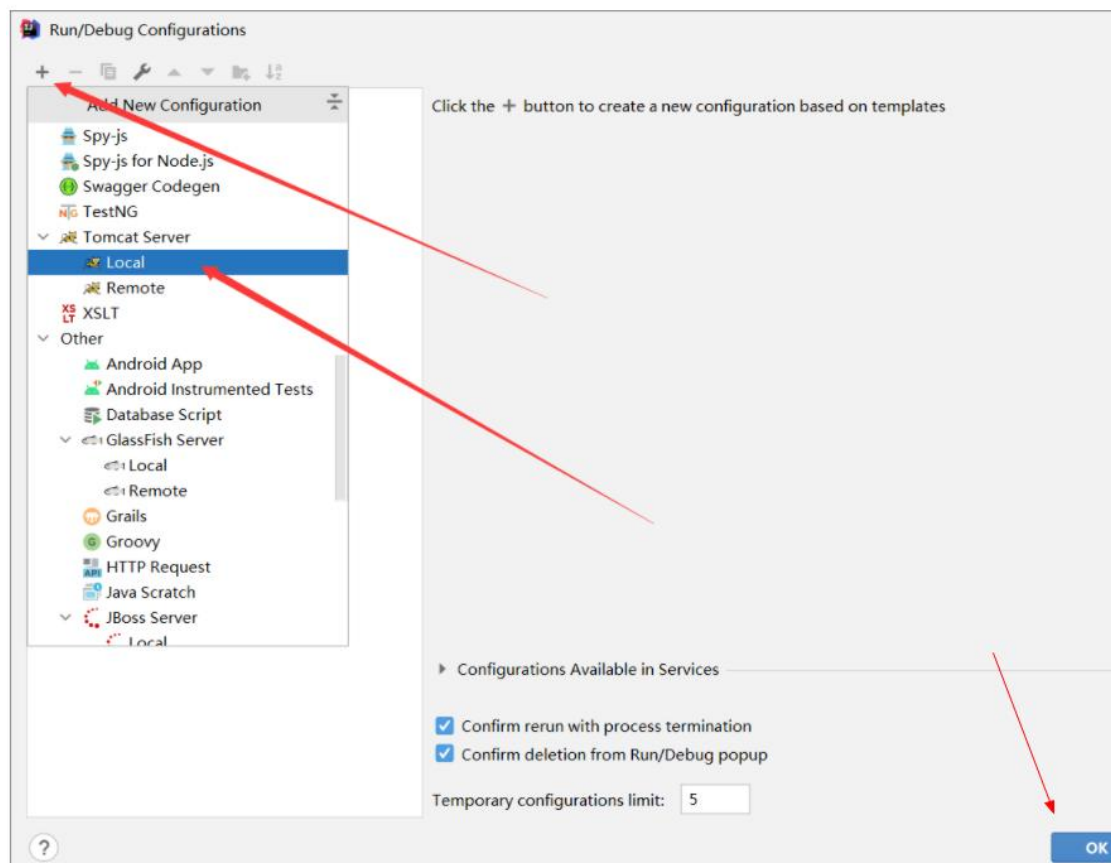 Run/Debug Configurations
Add New Configuration
Click the + button to create a new configuration based on templates
Spy-js
Spy-js for Node.js
Swagger Codegen
TestNG
Tomcat Server
Local
Remote
XSLT
Other
Android App
Android Instrumented Tests
Database Script
GlassFish Server
Local
Remote
Grails
Groovy
HTTP Request
Java Scratch
JBoss Server
Local
Configurations Available in Services
Confirm rerun with process termination
Confirm deletion from Run/Debug popup
Temporary configurations limit: 5
? OK